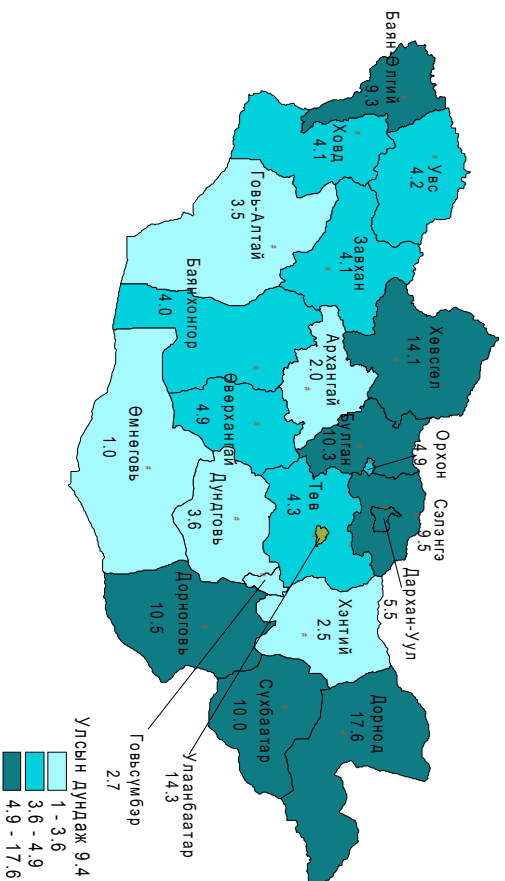 Баян-Өлгий
9.3
Увс
4.2
Ховд
4.1
Говь-Алтай
3.5
Завхан
4.1
Хөвсгөл
14.1
Баянхонгор
4.0
Архангай
2.0
Өвөрхангай
4.9
Булган
10.3
Орхон
4.9
Сэлэнгэ
9.5
Дархан-Уул
5.5
Төв
4.3
Өмнөговь
1.0
Дундговь
3.6
Дорноговь
10.5
Хэнтий
2.5
Сүхбаатар
10.0
Дорнод
17.6
Улаанбаатар
14.3
Говьсүмбэр
2.7
Улсын дундаж 9.4
1 - 3.6
3.6 - 4.9
4.9 - 17.6